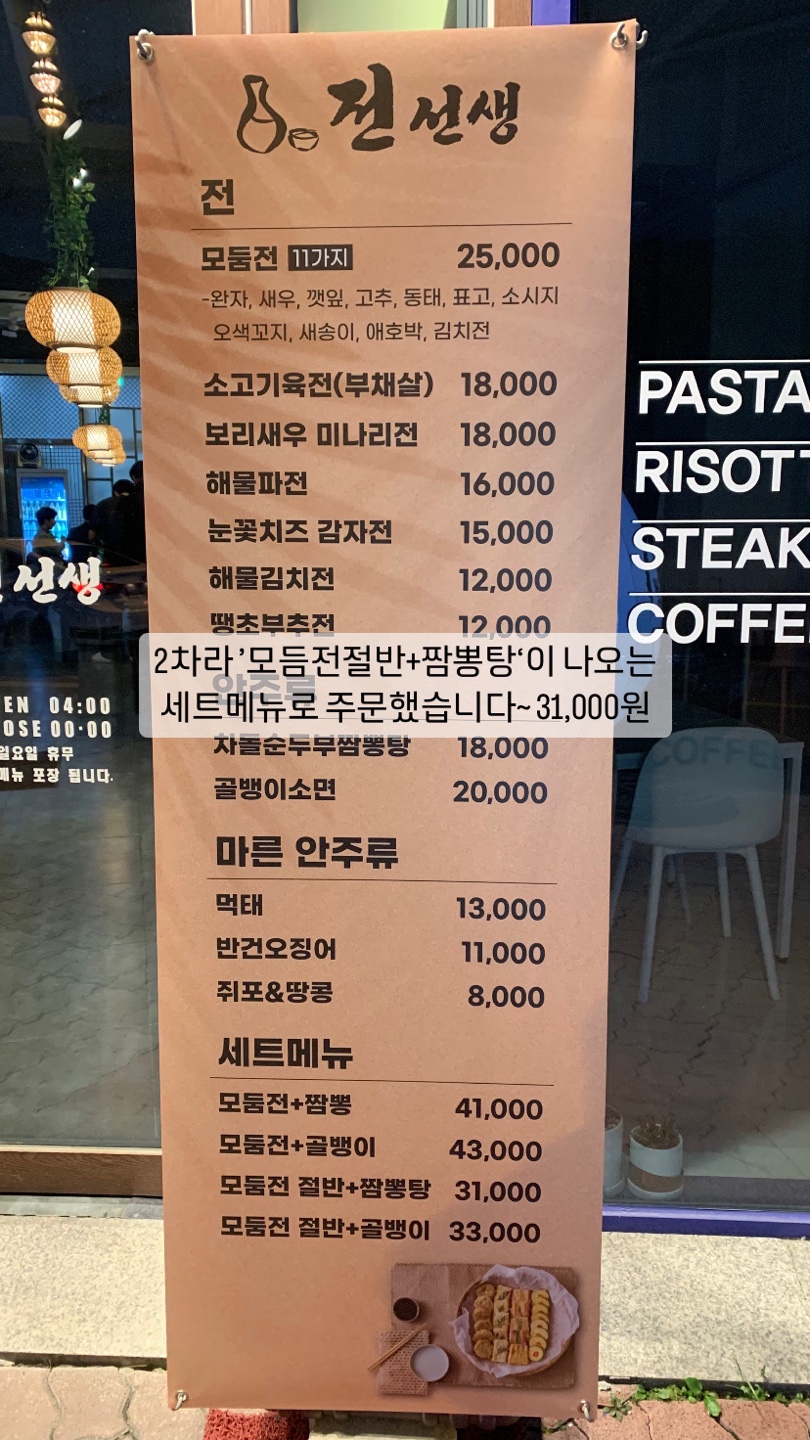 전 선생
전
모둠전 11가지 25,000
-완자, 새우, 깻잎, 고추, 동태, 표고, 소시지
오색꼬지, 새송이, 애호박, 김치전
소고기육전(부채살) 18,000
보리새우 미나리전 18,000
해물파전 16,000
눈꽃치즈 감자전 15,000
해물김치전 12,000
땡초부추전 12,000
2차라 '모듬전절반+짬뽕탕'이 나오는
세트메뉴로 주문했습니다~ 31,000원
안주류
차돌순두부짬뽕탕 18,000
골뱅이소면 20,000
마른 안주류
먹태 13,000
반건오징어 11,000
쥐포&땅콩 8,000
세트메뉴
모둠전+짬뽕 41,000
모둠전+골뱅이 43,000
모둠전 절반+짬뽕탕 31,000
모둠전 절반+골뱅이 33,000
선생
EN 04:00
OSE 00:00
일요일 휴무
메뉴 포장 됩니다.
PASTA
RISOT
STEAK
COFFE